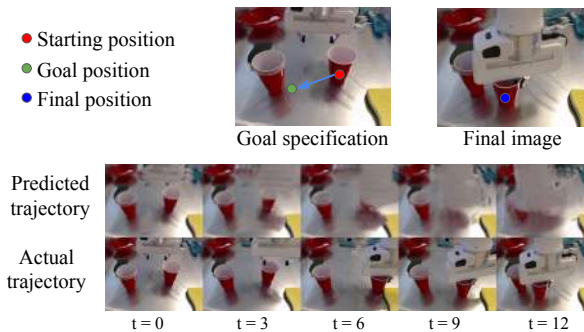 Starting position
Goal position
Final position
Goal specification
Final image
Predicted
trajectory
Actual
trajectory
t = 0
t = 3
t = 6
t = 9
t = 12